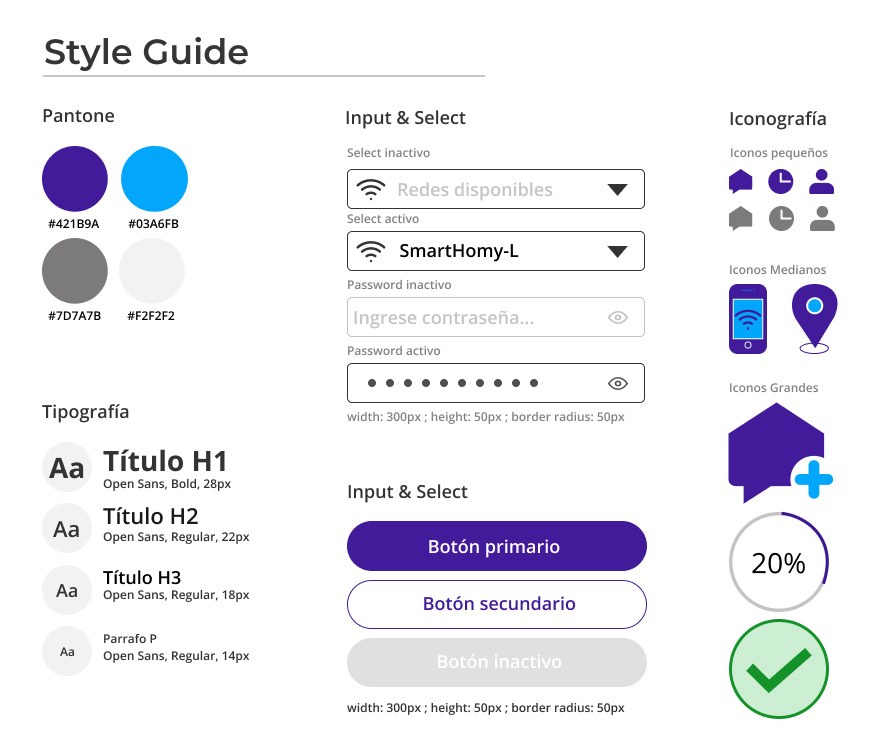 Style Guide
Pantone
#421B9A
#03A6FB
#7D7A7B
#F2F2F2
Tipografía
Aa
Título H1
Open Sans, Bold, 28px
Aa
Título H2
Open Sans, Regular, 22px
Aa
Título H3
Open Sans, Regular, 18px
Aa
Parrafo P
Open Sans, Regular, 14px
Input & Select
Select inactivo
Redes disponibles
Select activo
SmartHomy-L
Password inactivo
Ingrese contraseña...
Password activo
width: 300px ; height: 50px ; border radius: 50px
Input & Select
Botón primario
Botón secundario
Botón inactivo
width: 300px ; height: 50px ; border radius: 50px
Iconografía
Iconos pequeños
Iconos Medianos
Iconos Grandes
20%